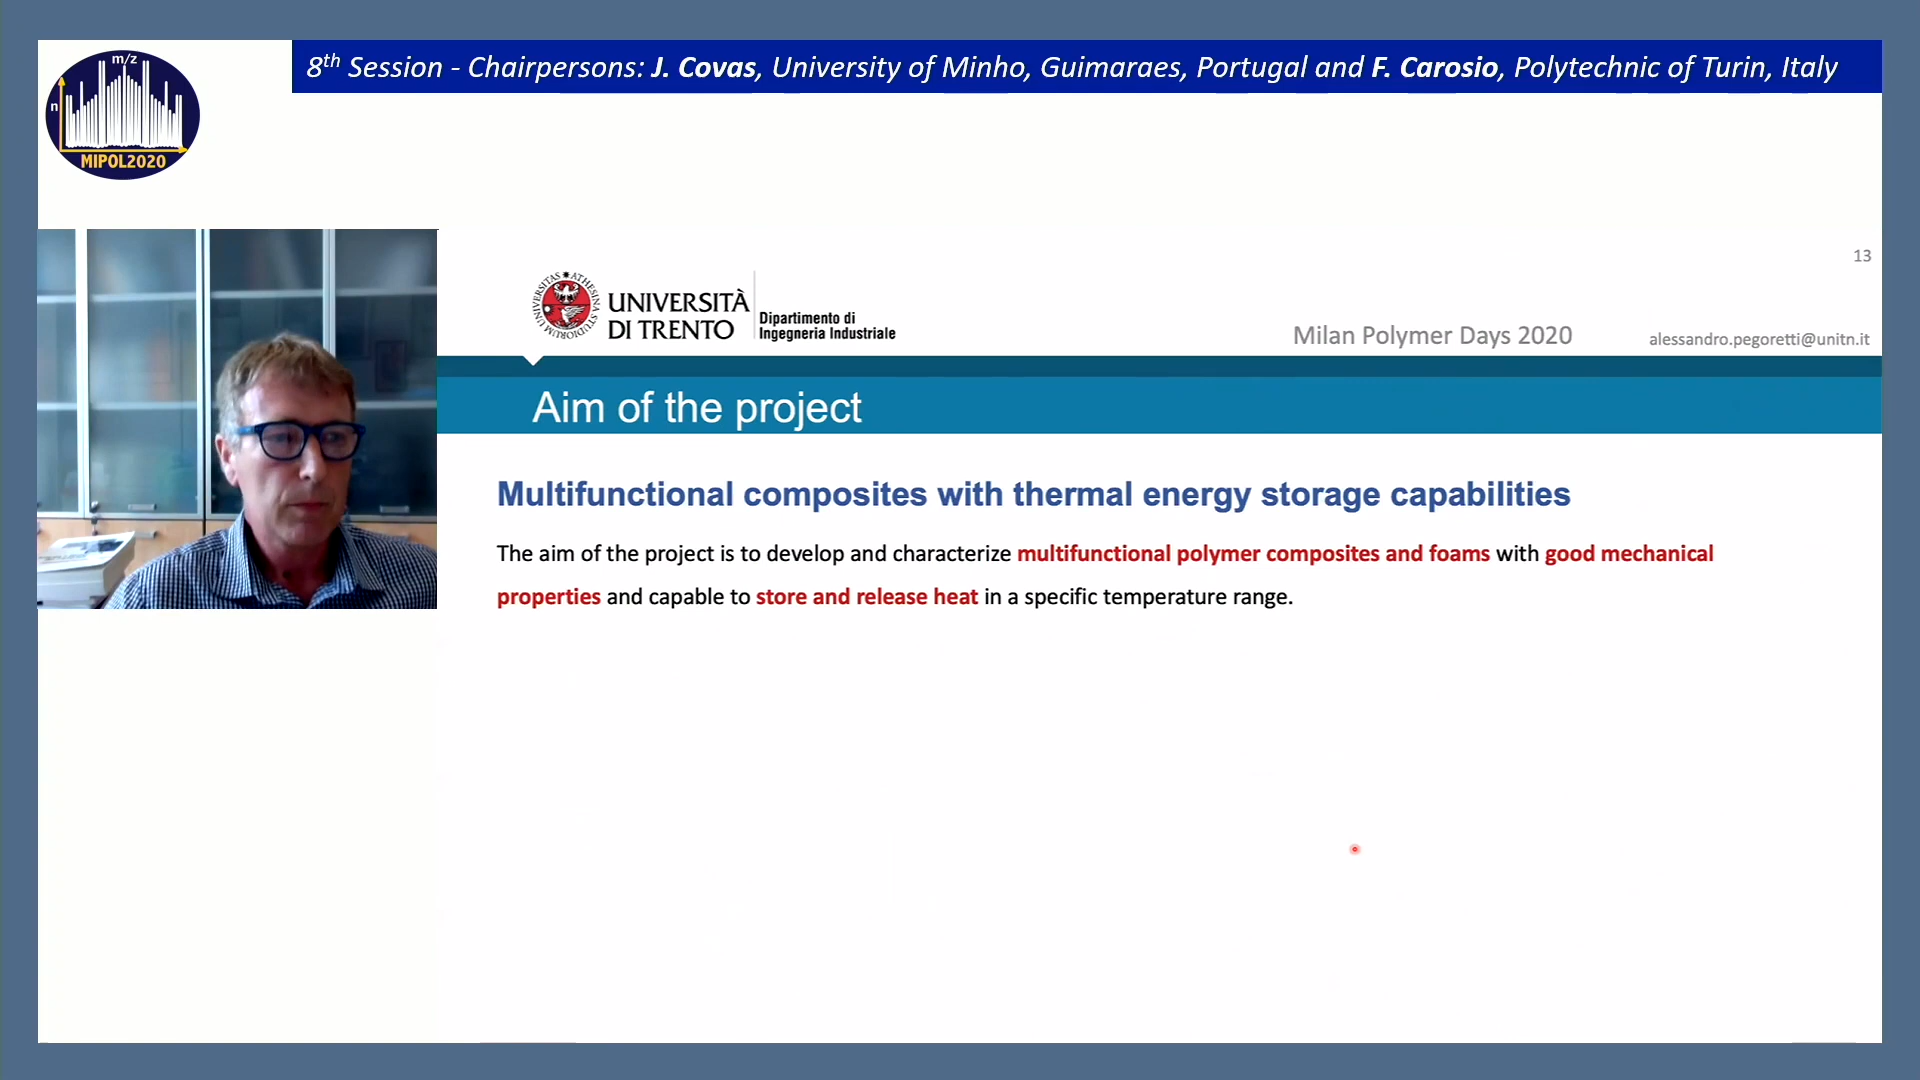 8th Session - Chairpersons: J. Covas, University of Minho, Guimaraes, Portugal and F. Carosio, Polytechnic of Turin, Italy
m/z
n
MIPOL2020
13
UNIVERSITÀ
DI TRENTO
Dipartimento di
Ingegneria Industriale
Milan Polymer Days 2020
alessandro.pegoretti@unitn.it
Aim of the project
Multifunctional composites with thermal energy storage capabilities
The aim of the project is to develop and characterize multifunctional polymer composites and foams with good mechanical
properties and capable to store and release heat in a specific temperature range.